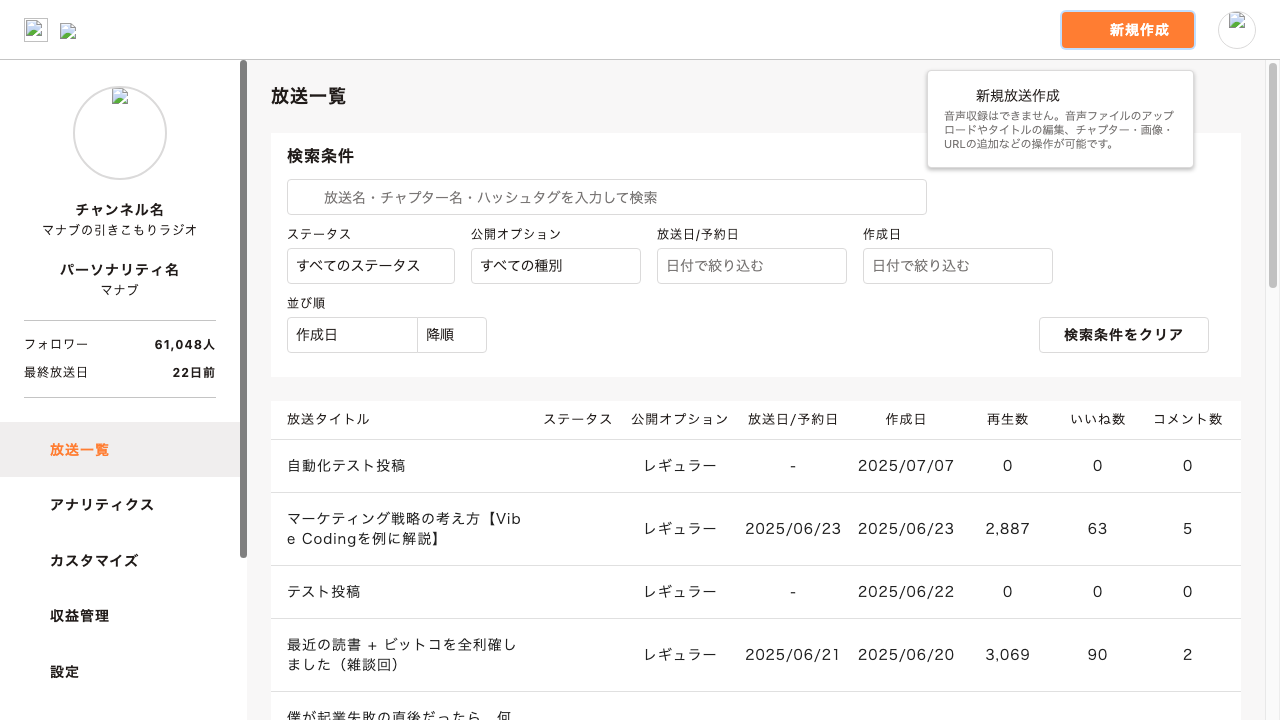 新規作成
新規放送作成
音声収録はできません。音声ファイルのアップ
ロードやタイトルの編集、チャプター・画像・
URLの追加などの操作が可能です。
チャンネル名
マナブの引きこもりラジオ
パーソナリティ名
マナブ
フォロワー 61,048人
最終放送日 22日前
放送一覧
アナリティクス
カスタマイズ
収益管理
設定
放送一覧
検索条件
放送名・チャプター名・ハッシュタグを入力して検索
ステータス 公開オプション 放送日/予約日 作成日
すべてのステータス すべての種別 日付で絞り込む 日付で絞り込む
並び順
作成日 降順 検索条件をクリア
放送タイトル ステータス 公開オプション 放送日/予約日 作成日 再生数 いいね数 コメント数
自動化テスト投稿 レギュラー - 2025/07/07 0 0 0
マーケティング戦略の考え方【Vib
e Codingを例に解説】 レギュラー 2025/06/23 2025/06/23 2,887 63 5
テスト投稿 レギュラー - 2025/06/22 0 0 0
最近の読書 + ビットコを全利確し
ました（雑談回） レギュラー 2025/06/21 2025/06/20 3,069 90 2
僕が起業失敗の直後だったら、何